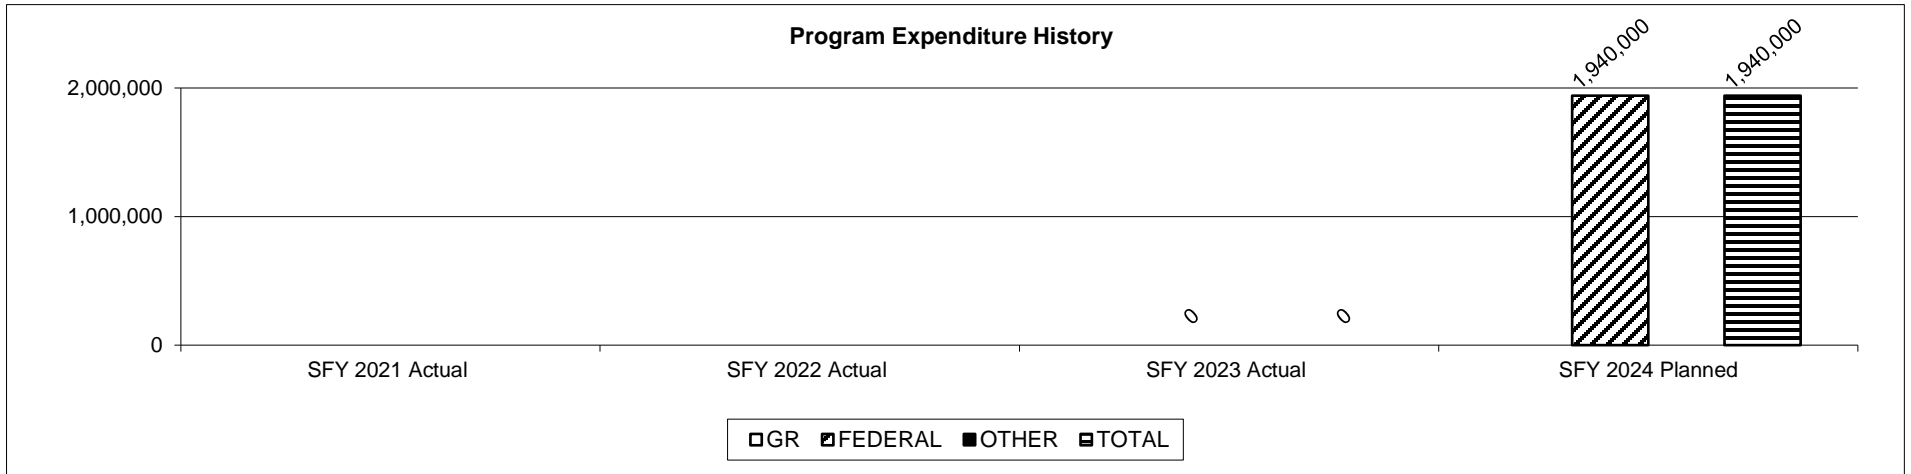 Program Expenditure History
1,940,000 1,940,000
2,000,000
1,000,000
0 0
0
SFY 2021 Actual SFY 2022 Actual SFY 2023 Actual SFY 2024 Planned
GR FEDERAL OTHER TOTAL